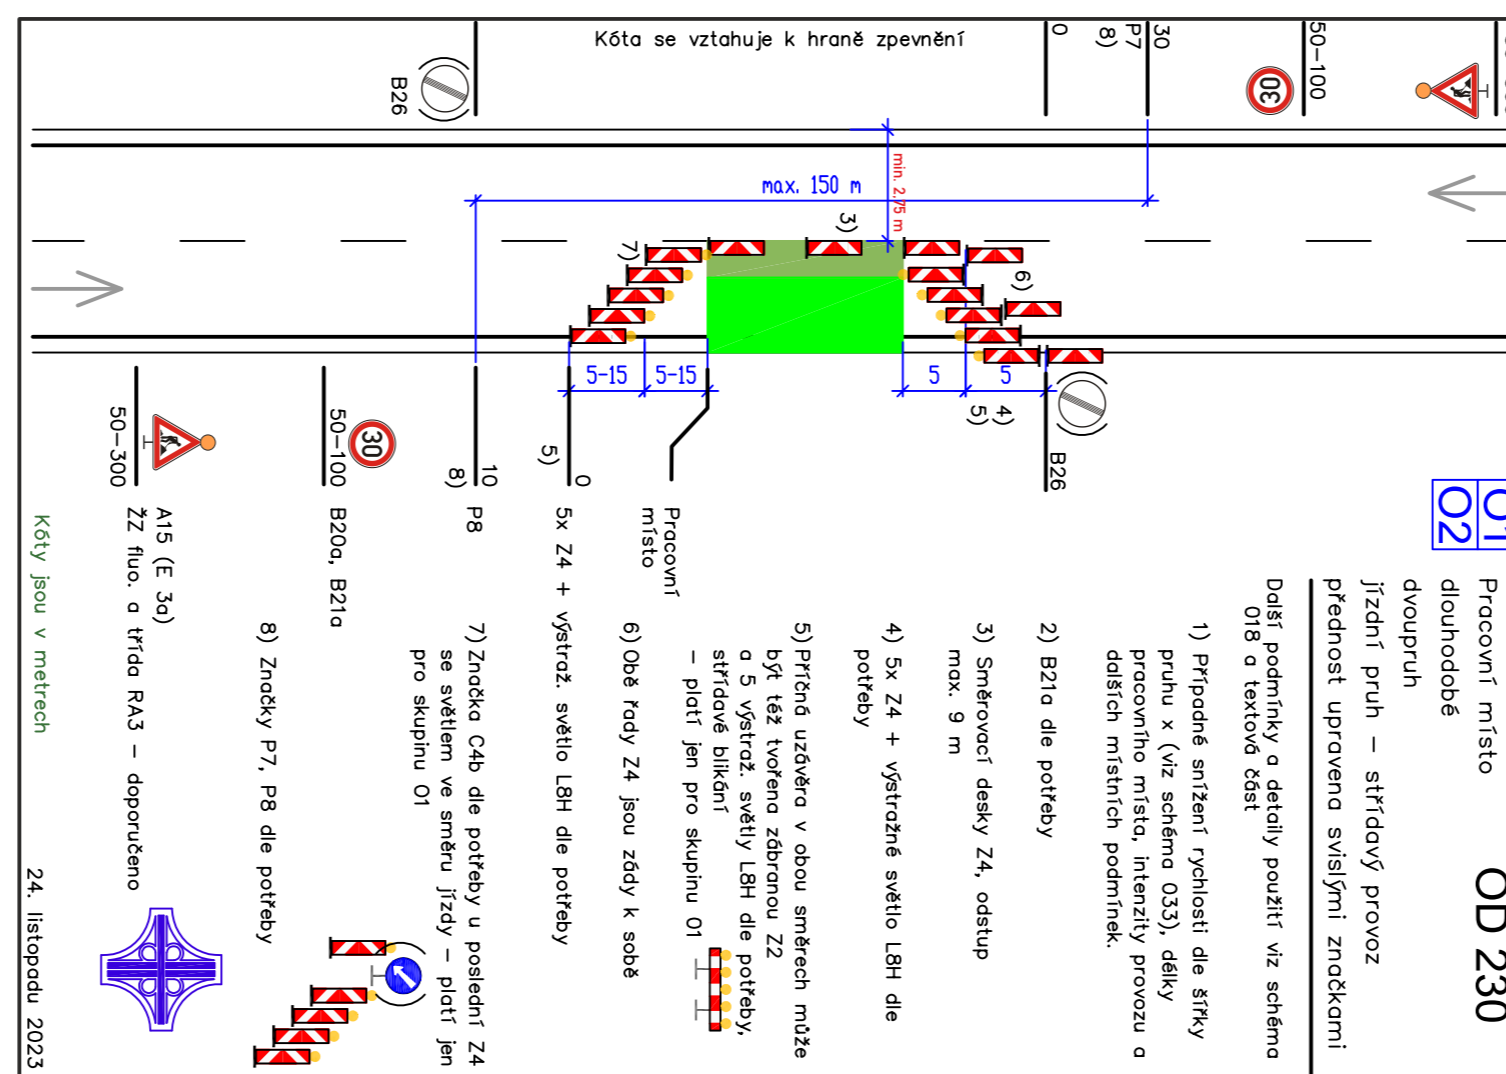 OD 230
O1
O2
Pracovní místo
dlouhodobé
dvoupruh
jízdní pruh – střídavý provoz
přednost upravena svislými značkami
Další podmínky a detaily použití viz schéma
018 a textová část
1) Případné snížení rychlosti dle šířky
pruhu x (viz schéma 033), délky
pracovního místa, intenzity provozu a
dalších místních podmínek.
2) B21a dle potřeby
3) Směrovací desky Z4, odstup
max. 9 m
4) 5x Z4 + výstražné světlo L8H dle
potřeby
5) Příčná uzávěra v obou směrech může
být též tvořena zábranou Z2
a 5 výstraž. světly L8H dle potřeby,
střídavé blikání
– platí jen pro skupinu 01
6) Obě řady Z4 jsou zády k sobě
7) Značka C4b dle potřeby u poslední Z4
se světlem ve směru jízdy – platí jen
pro skupinu 01
8) Značky P7, P8 dle potřeby
50–100
30
30
P7
8)
0
Kóta se vztahuje k hraně zpevnění
B26
min. 2,75 m
max. 150 m
3)
7)
6)
5-15
5-15
5
5
4)
5)
B26
Pracovní
místo
0
5)
5x Z4 + výstraž. světlo L8H dle potřeby
10
8)
P8
30
50–100
B20a, B21a
50–300
A15 (E 3a)
ŽZ fluo. a třída RA3 – doporučeno
Kóty jsou v metrech
24. listopadu 2023